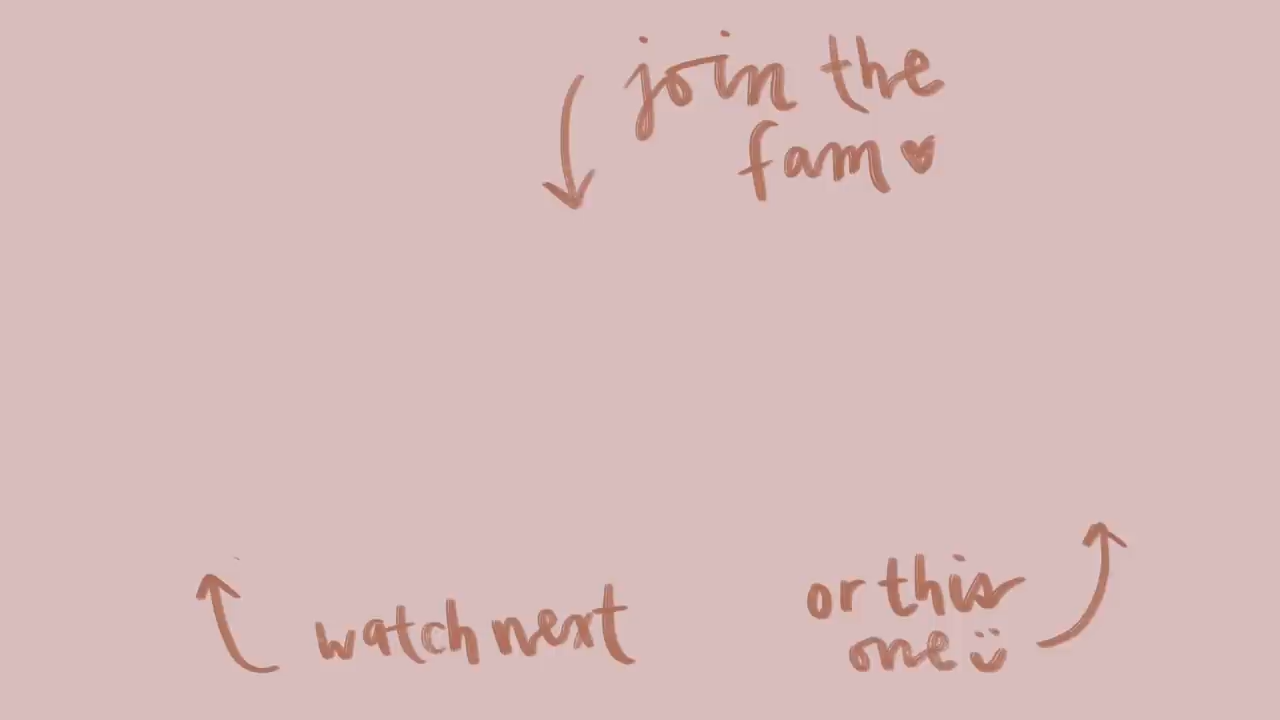 join the
fam
watch next
or this
one